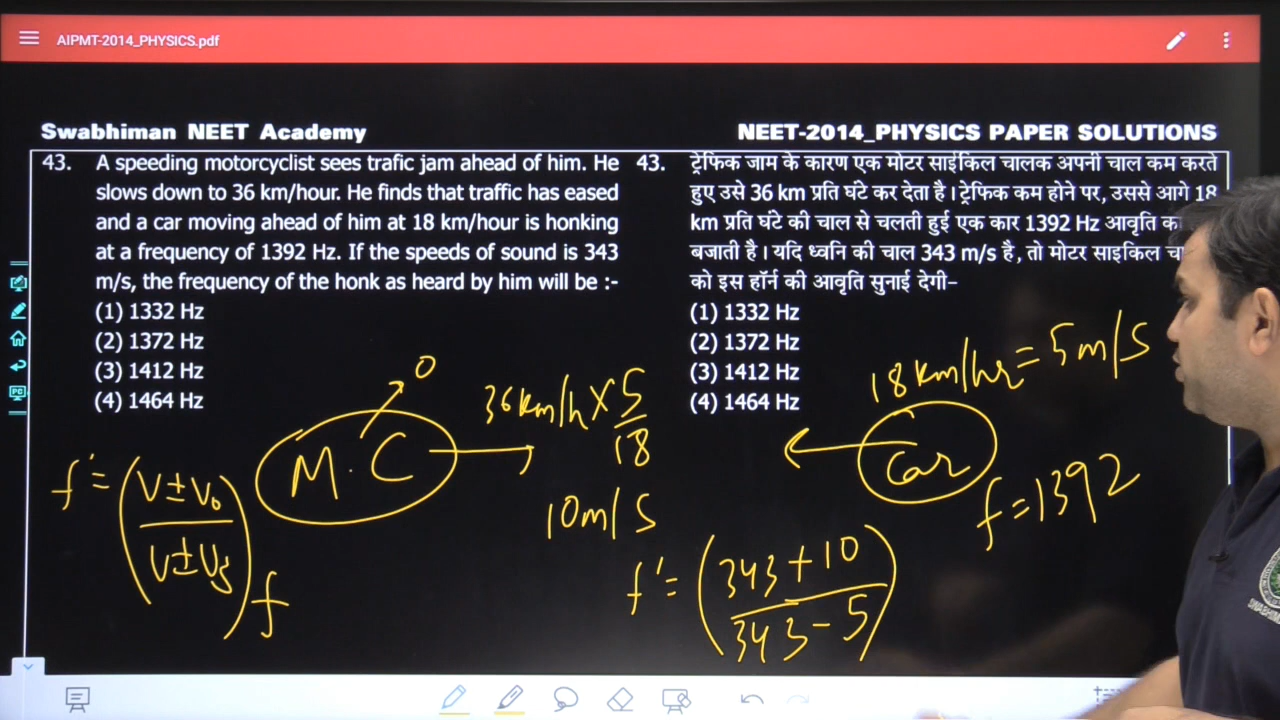 AIPMT-2014_PHYSICS.pdf
Swabhiman NEET Academy
NEET-2014_PHYSICS PAPER SOLUTIONS
43. A speeding motorcyclist sees trafic jam ahead of him. He
slows down to 36 km/hour. He finds that traffic has eased
and a car moving ahead of him at 18 km/hour is honking
at a frequency of 1392 Hz. If the speeds of sound is 343
m/s, the frequency of the honk as heard by him will be :-
(1) 1332 Hz
(2) 1372 Hz
(3) 1412 Hz
(4) 1464 Hz
43. ट्रेफिक जाम के कारण एक मोटर साइकिल चालक अपनी चाल कम करते
हुए उसे 36 km प्रति घंटे कर देता है। ट्रेफिक कम होने पर, उससे आगे 18
km प्रति घंटे की चाल से चलती हुई एक कार 1392 Hz आवृति
बजाती है। यदि ध्वनि की चाल 343 m/s है, तो मोटर साइकिल
को इस हॉर्न की आवृति सुनाई देगी–
(1) 1332 Hz
(2) 1372 Hz
(3) 1412 Hz
(4) 1464 Hz
O
M.C
36km/h × 5/18
10m/s
18km/hr = 5m/s
Car
f=1392
f' = (V±V₀ / V±Vs) f
f' = (343+10 / 343-5)
PC